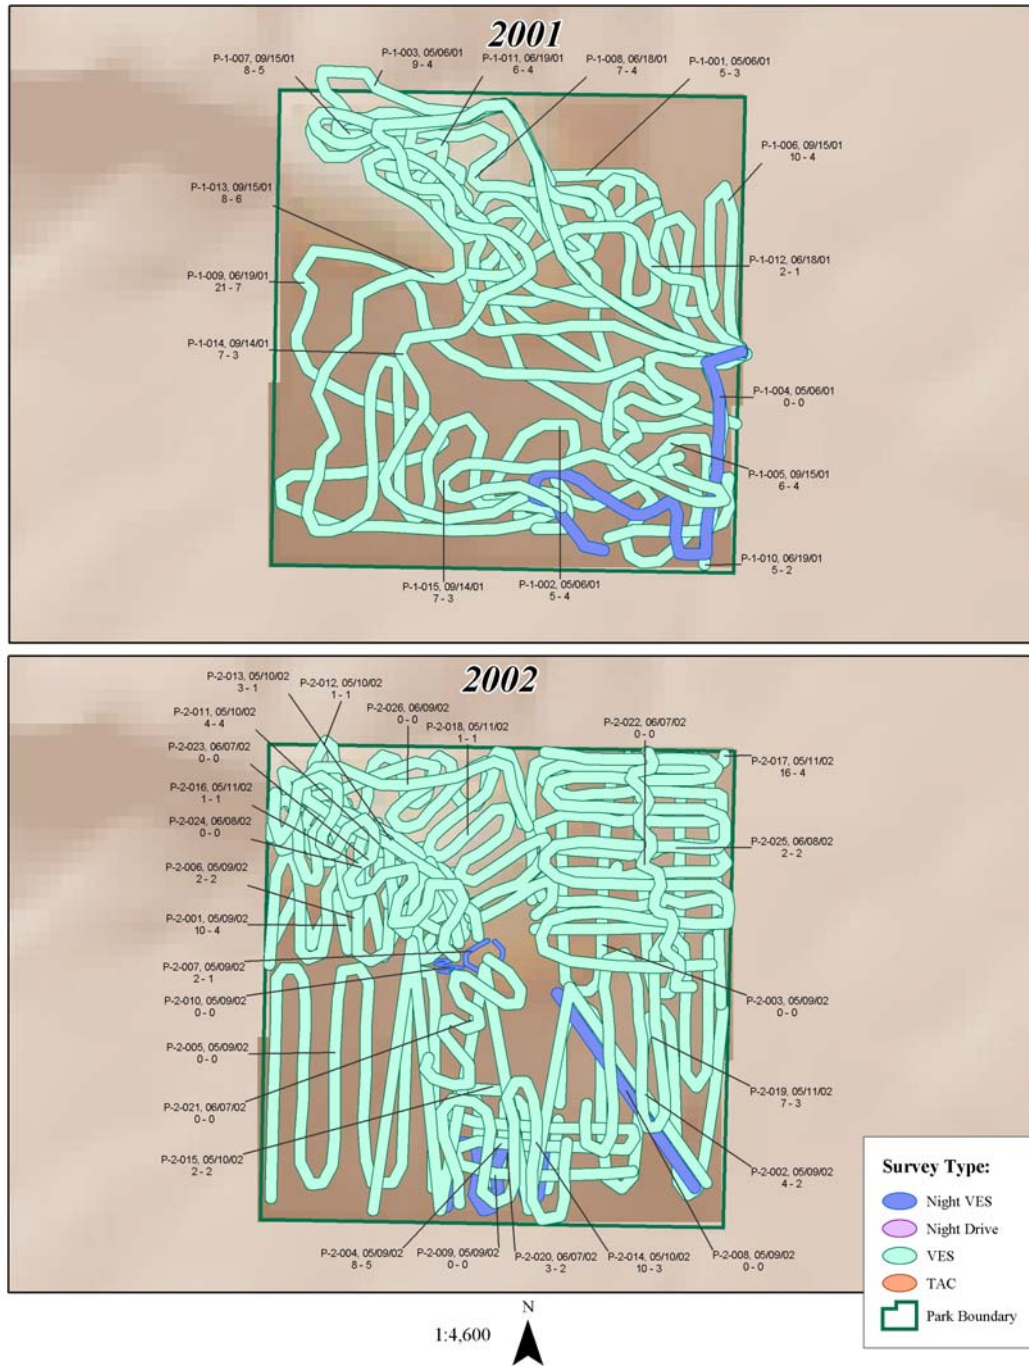 2001
P-1-003, 05/06/01
9 - 4
P-1-007, 09/15/01
8 - 5
P-1-011, 06/19/01
6 - 4
P-1-008, 06/18/01
7 - 4
P-1-001, 05/06/01
5 - 3
P-1-006, 09/15/01
10 - 4
P-1-013, 09/15/01
8 - 6
P-1-012, 06/18/01
2 - 1
P-1-009, 06/19/01
21 - 7
P-1-014, 09/14/01
7 - 3
P-1-004, 05/06/01
0 - 0
P-1-005, 09/15/01
6 - 4
P-1-010, 06/19/01
5 - 2
P-1-015, 09/14/01
7 - 3
P-1-002, 05/06/01
5 - 4
2002
P-2-013, 05/10/02
3 - 1
P-2-012, 05/10/02
1 - 1
P-2-026, 06/09/02
0 - 0
P-2-018, 05/11/02
1 - 1
P-2-022, 06/07/02
0 - 0
P-2-011, 05/10/02
4 - 4
P-2-023, 06/07/02
0 - 0
P-2-017, 05/11/02
16 - 4
P-2-016, 05/11/02
1 - 1
P-2-024, 06/08/02
0 - 0
P-2-025, 06/08/02
2 - 2
P-2-006, 05/09/02
2 - 2
P-2-001, 05/09/02
10 - 4
P-2-007, 05/09/02
2 - 1
P-2-010, 05/09/02
0 - 0
P-2-003, 05/09/02
0 - 0
P-2-005, 05/09/02
0 - 0
P-2-019, 05/11/02
7 - 3
P-2-021, 06/07/02
0 - 0
P-2-015, 05/10/02
2 - 2
P-2-002, 05/09/02
4 - 2
P-2-004, 05/09/02
8 - 5
P-2-009, 05/09/02
0 - 0
P-2-020, 06/07/02
3 - 2
P-2-014, 05/10/02
10 - 3
P-2-008, 05/09/02
0 - 0
Survey Type:
Night VES
Night Drive
VES
TAC
Park Boundary
N
1:4,600